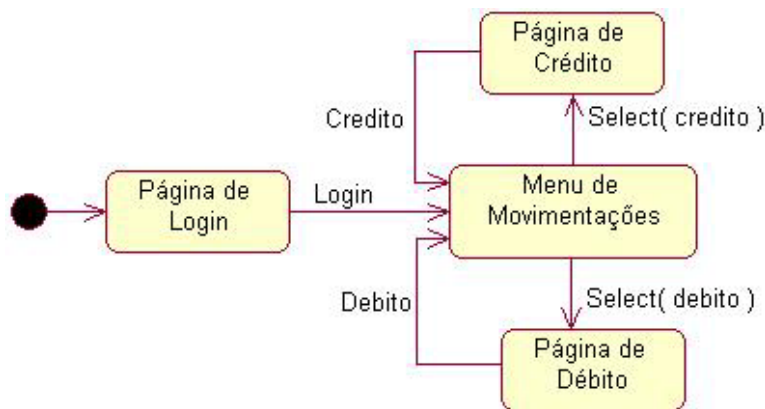 Página de
Crédito
Credito
Select( credito )
Página de
Login
Login
Menu de
Movimentações
Debito
Select( debito )
Página de
Débito